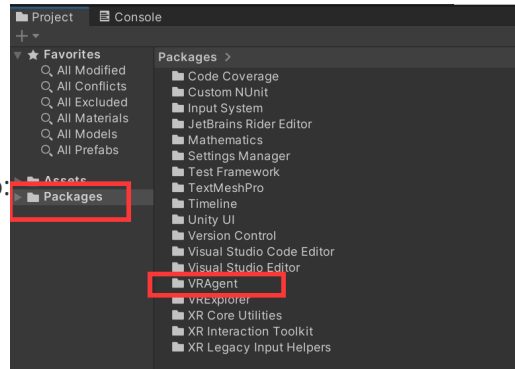 Project
Console
Favorites
All Modified
All Conflicts
All Excluded
All Materials
All Models
All Prefabs
Assets
Packages
Packages >
Code Coverage
Custom NUnit
Input System
JetBrains Rider Editor
Mathematics
Settings Manager
Test Framework
TextMeshPro
Timeline
Unity UI
Version Control
Visual Studio Code Editor
Visual Studio Editor
VRAgent
VRExplorer
XR Core Utilities
XR Interaction Toolkit
XR Legacy Input Helpers